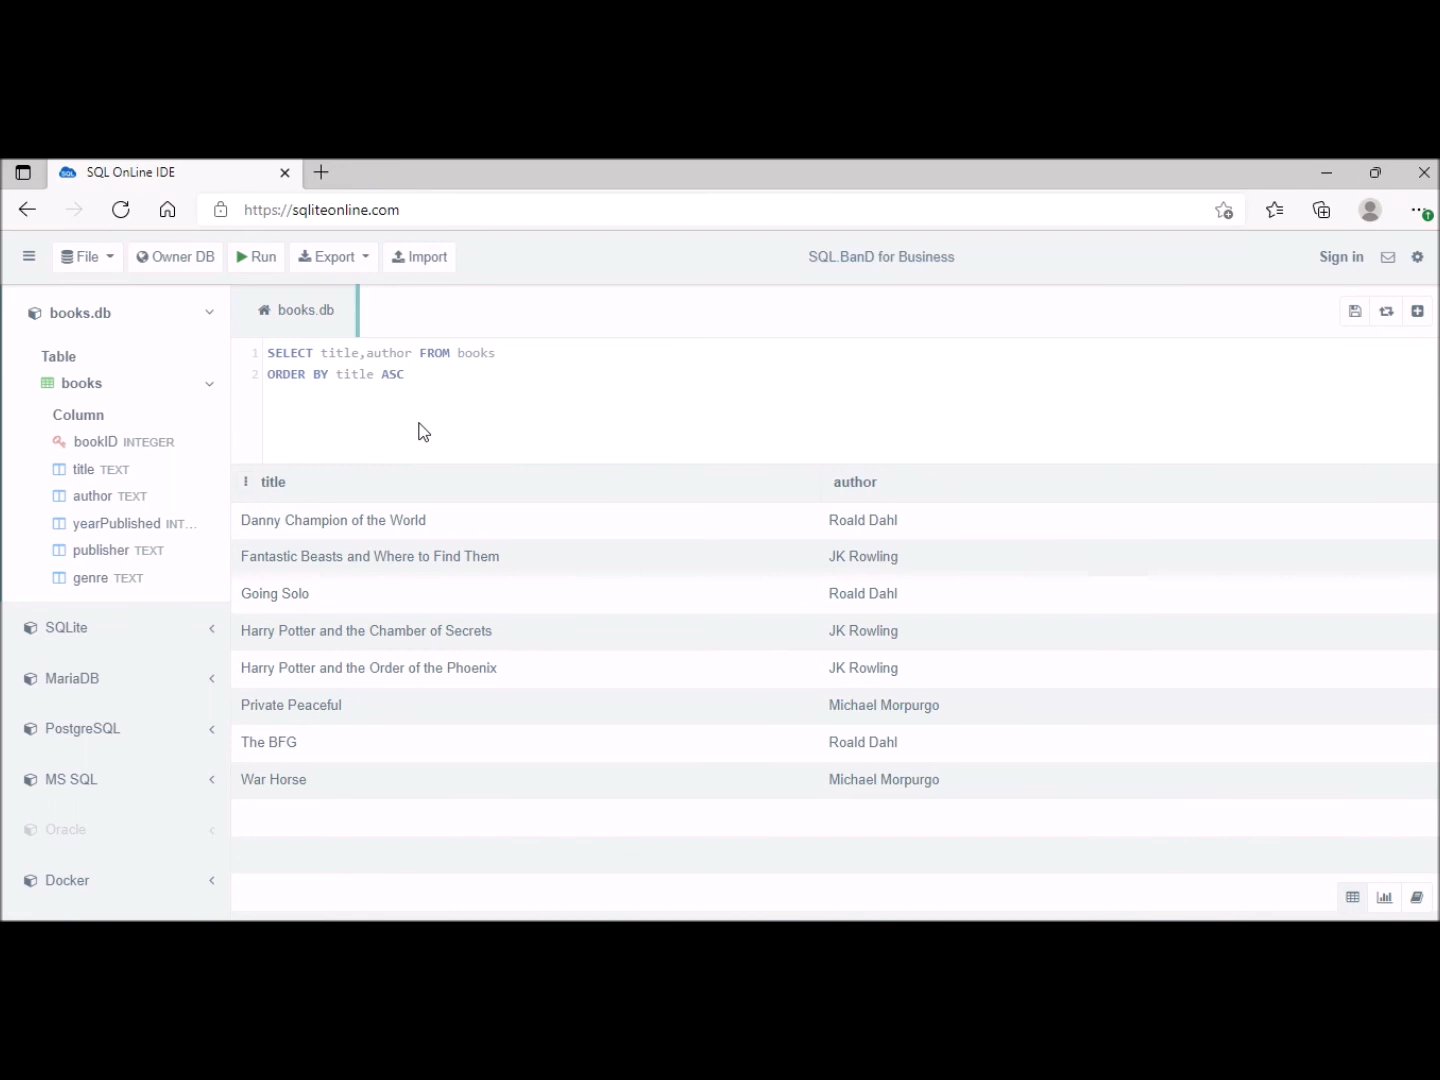 SQL OnLine IDE
https://sqliteonline.com
File
Owner DB
Run
Export
Import
SQL.BanD for Business
Sign in
books.db
Table
books
Column
bookID INTEGER
title TEXT
author TEXT
yearPublished INT...
publisher TEXT
genre TEXT
SQLite
MariaDB
PostgreSQL
MS SQL
Oracle
Docker
books.db
1 SELECT title,author FROM books
2 ORDER BY title ASC
title author
Danny Champion of the World Roald Dahl
Fantastic Beasts and Where to Find Them JK Rowling
Going Solo Roald Dahl
Harry Potter and the Chamber of Secrets JK Rowling
Harry Potter and the Order of the Phoenix JK Rowling
Private Peaceful Michael Morpurgo
The BFG Roald Dahl
War Horse Michael Morpurgo